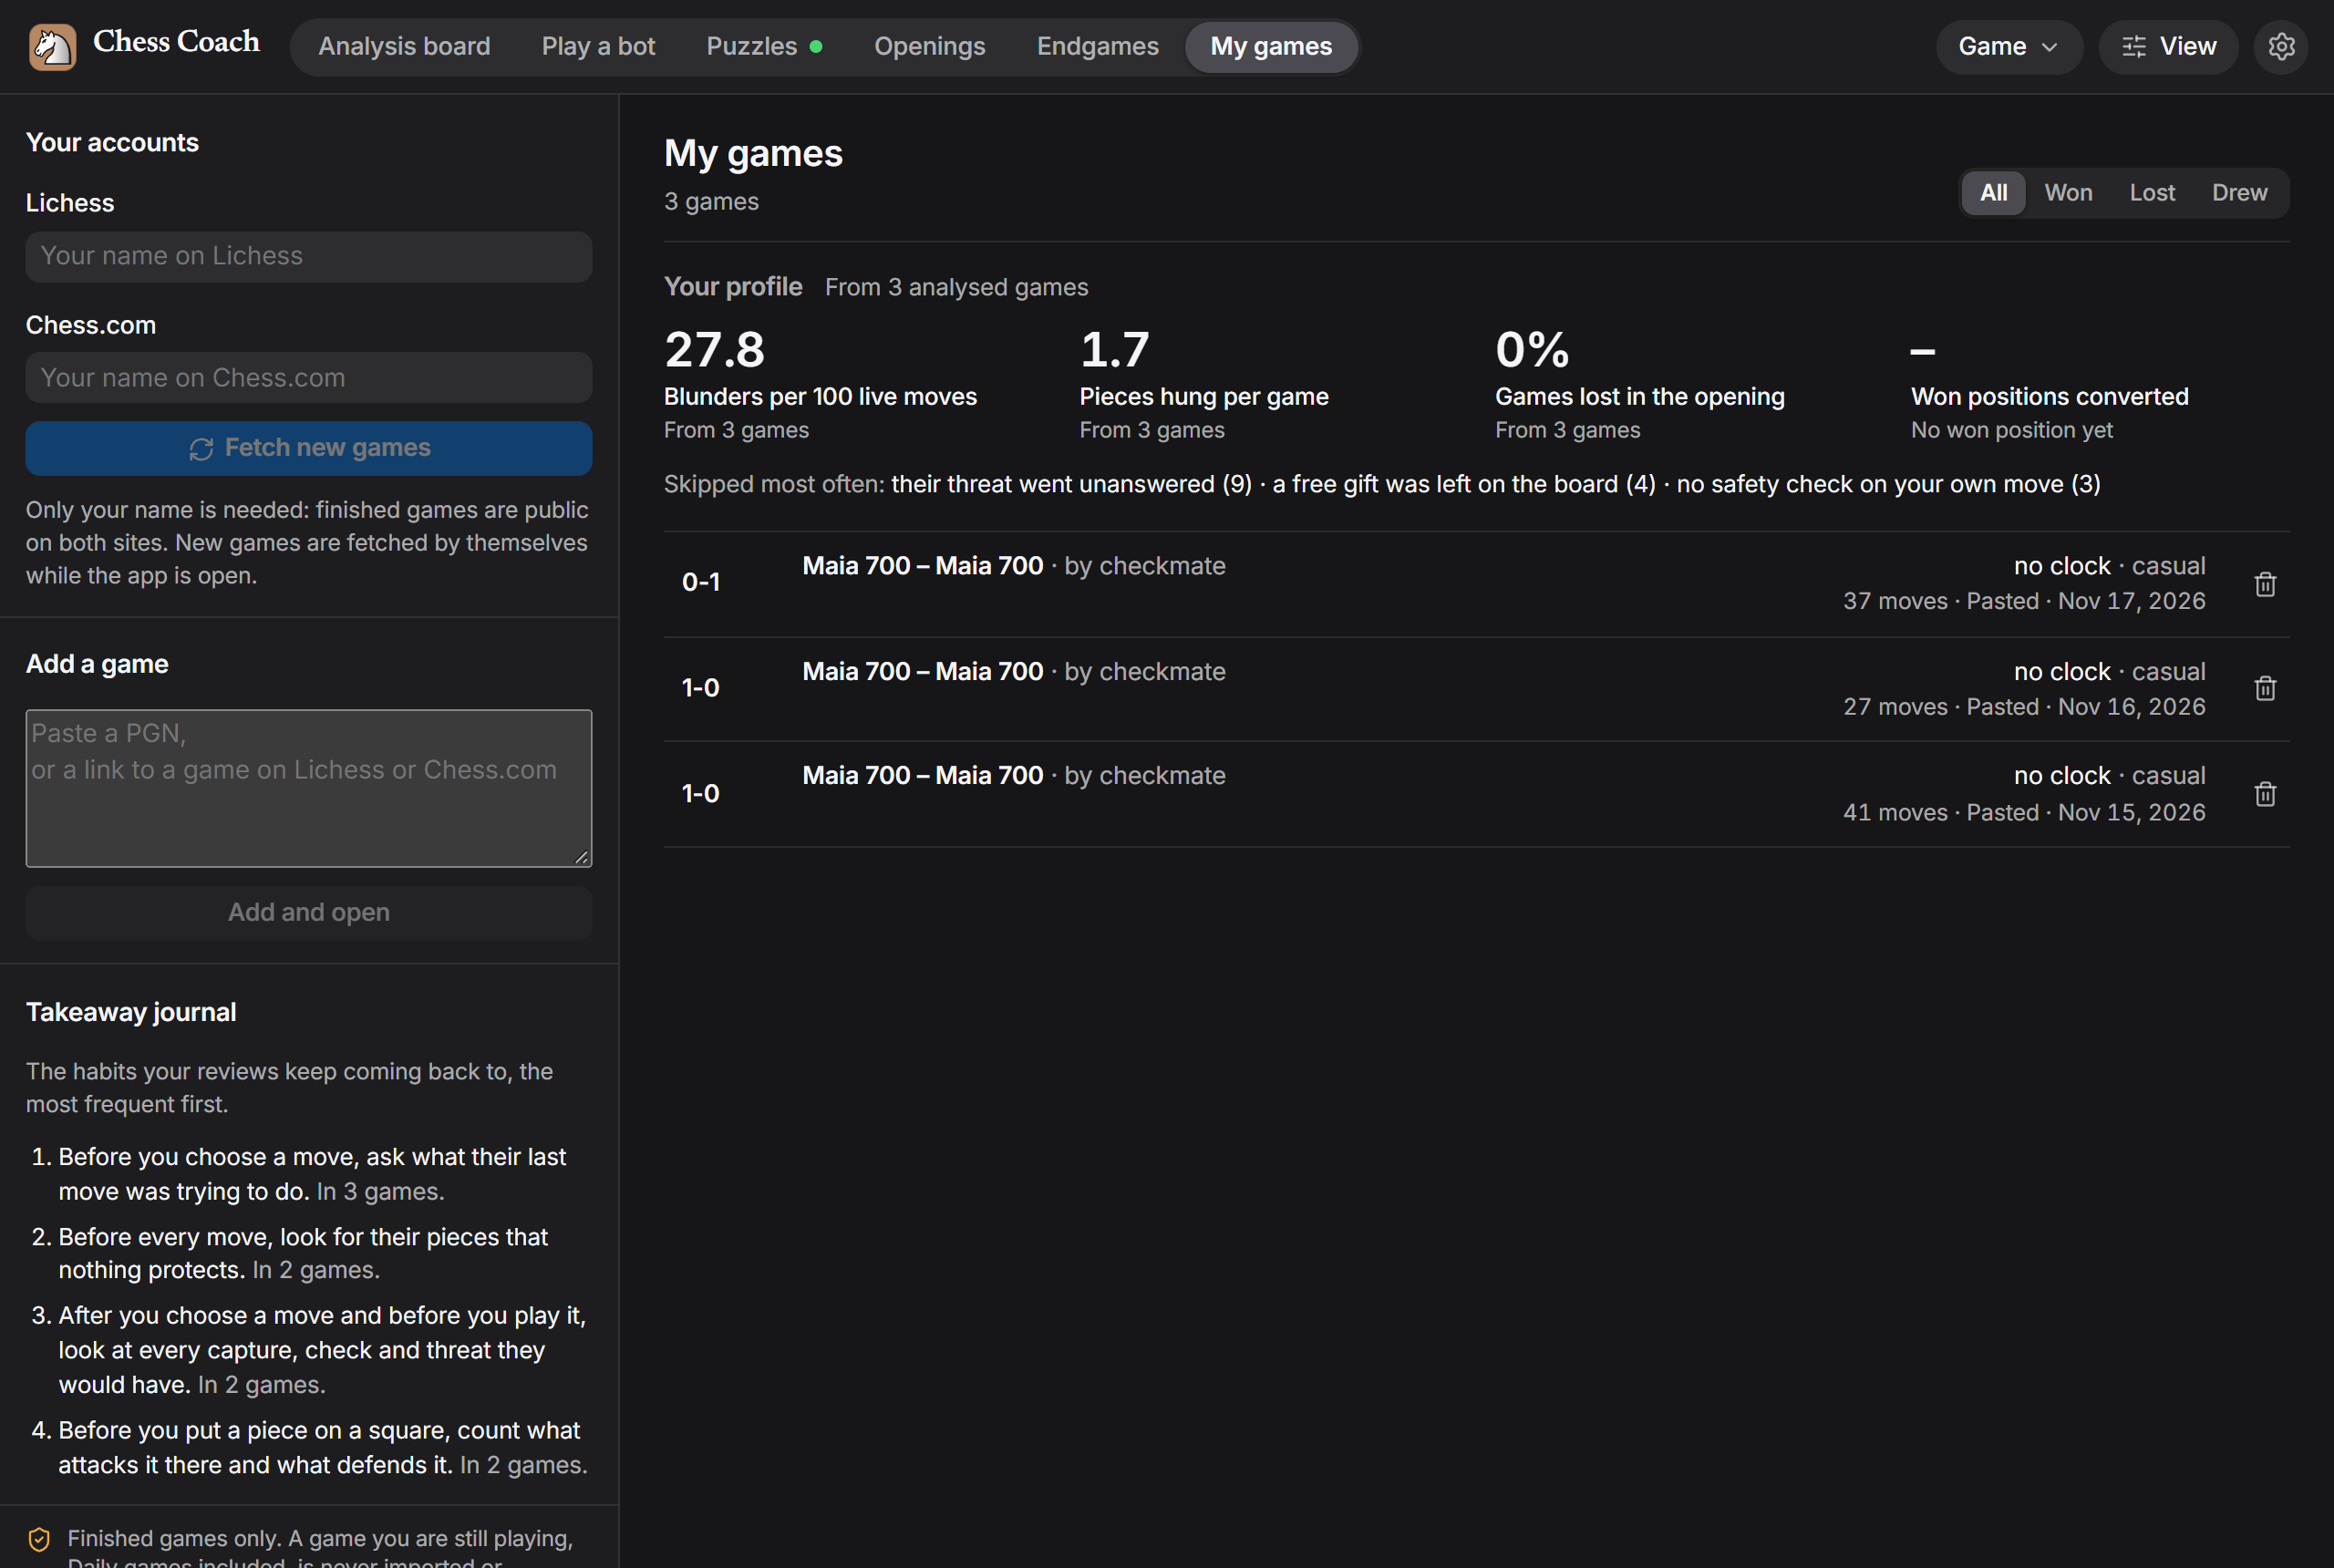 Chess Coach
Analysis board
Play a bot
Puzzles
Openings
Endgames
My games
Game
View
Your accounts
Lichess
Your name on Lichess
Chess.com
Your name on Chess.com
Fetch new games
Only your name is needed: finished games are public
on both sites. New games are fetched by themselves
while the app is open.
Add a game
Paste a PGN,
or a link to a game on Lichess or Chess.com
Add and open
Takeaway journal
The habits your reviews keep coming back to, the
most frequent first.
1. Before you choose a move, ask what their last
move was trying to do. In 3 games.
2. Before every move, look for their pieces that
nothing protects. In 2 games.
3. After you choose a move and before you play it,
look at every capture, check and threat they
would have. In 2 games.
4. Before you put a piece on a square, count what
attacks it there and what defends it. In 2 games.
Finished games only. A game you are still playing,
Daily games included, is never imported or
My games
3 games
All
Won
Lost
Drew
Your profile From 3 analysed games
27.8
Blunders per 100 live moves
From 3 games
1.7
Pieces hung per game
From 3 games
0%
Games lost in the opening
From 3 games
–
Won positions converted
No won position yet
Skipped most often: their threat went unanswered (9) · a free gift was left on the board (4) · no safety check on your own move (3)
0-1
Maia 700 – Maia 700 · by checkmate
no clock · casual
37 moves · Pasted · Nov 17, 2026
1-0
Maia 700 – Maia 700 · by checkmate
no clock · casual
27 moves · Pasted · Nov 16, 2026
1-0
Maia 700 – Maia 700 · by checkmate
no clock · casual
41 moves · Pasted · Nov 15, 2026